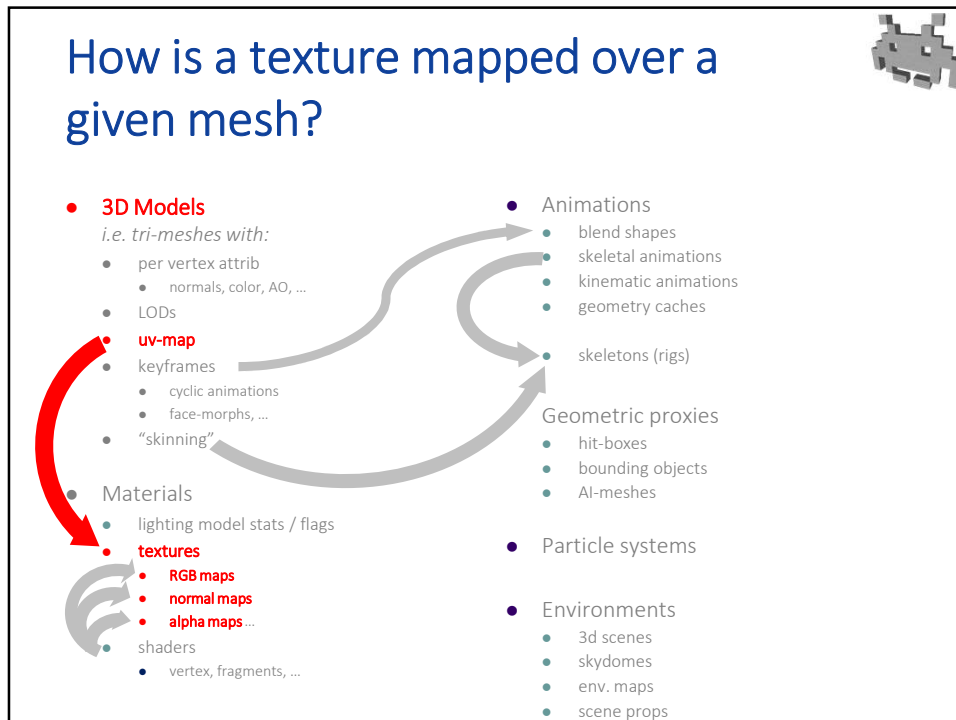 How is a texture mapped over a
given mesh?
3D Models
i.e. tri-meshes with:
per vertex attrib
normals, color, AO, …
LODs
uv-map
keyframes
cyclic animations
face-morphs, …
“skinning”
Materials
lighting model stats / flags
textures
RGB maps
normal maps
alpha maps …
shaders
vertex, fragments, …
Animations
blend shapes
skeletal animations
kinematic animations
geometry caches
skeletons (rigs)
Geometric proxies
hit-boxes
bounding objects
AI-meshes
Particle systems
Environments
3d scenes
skydomes
env. maps
scene props